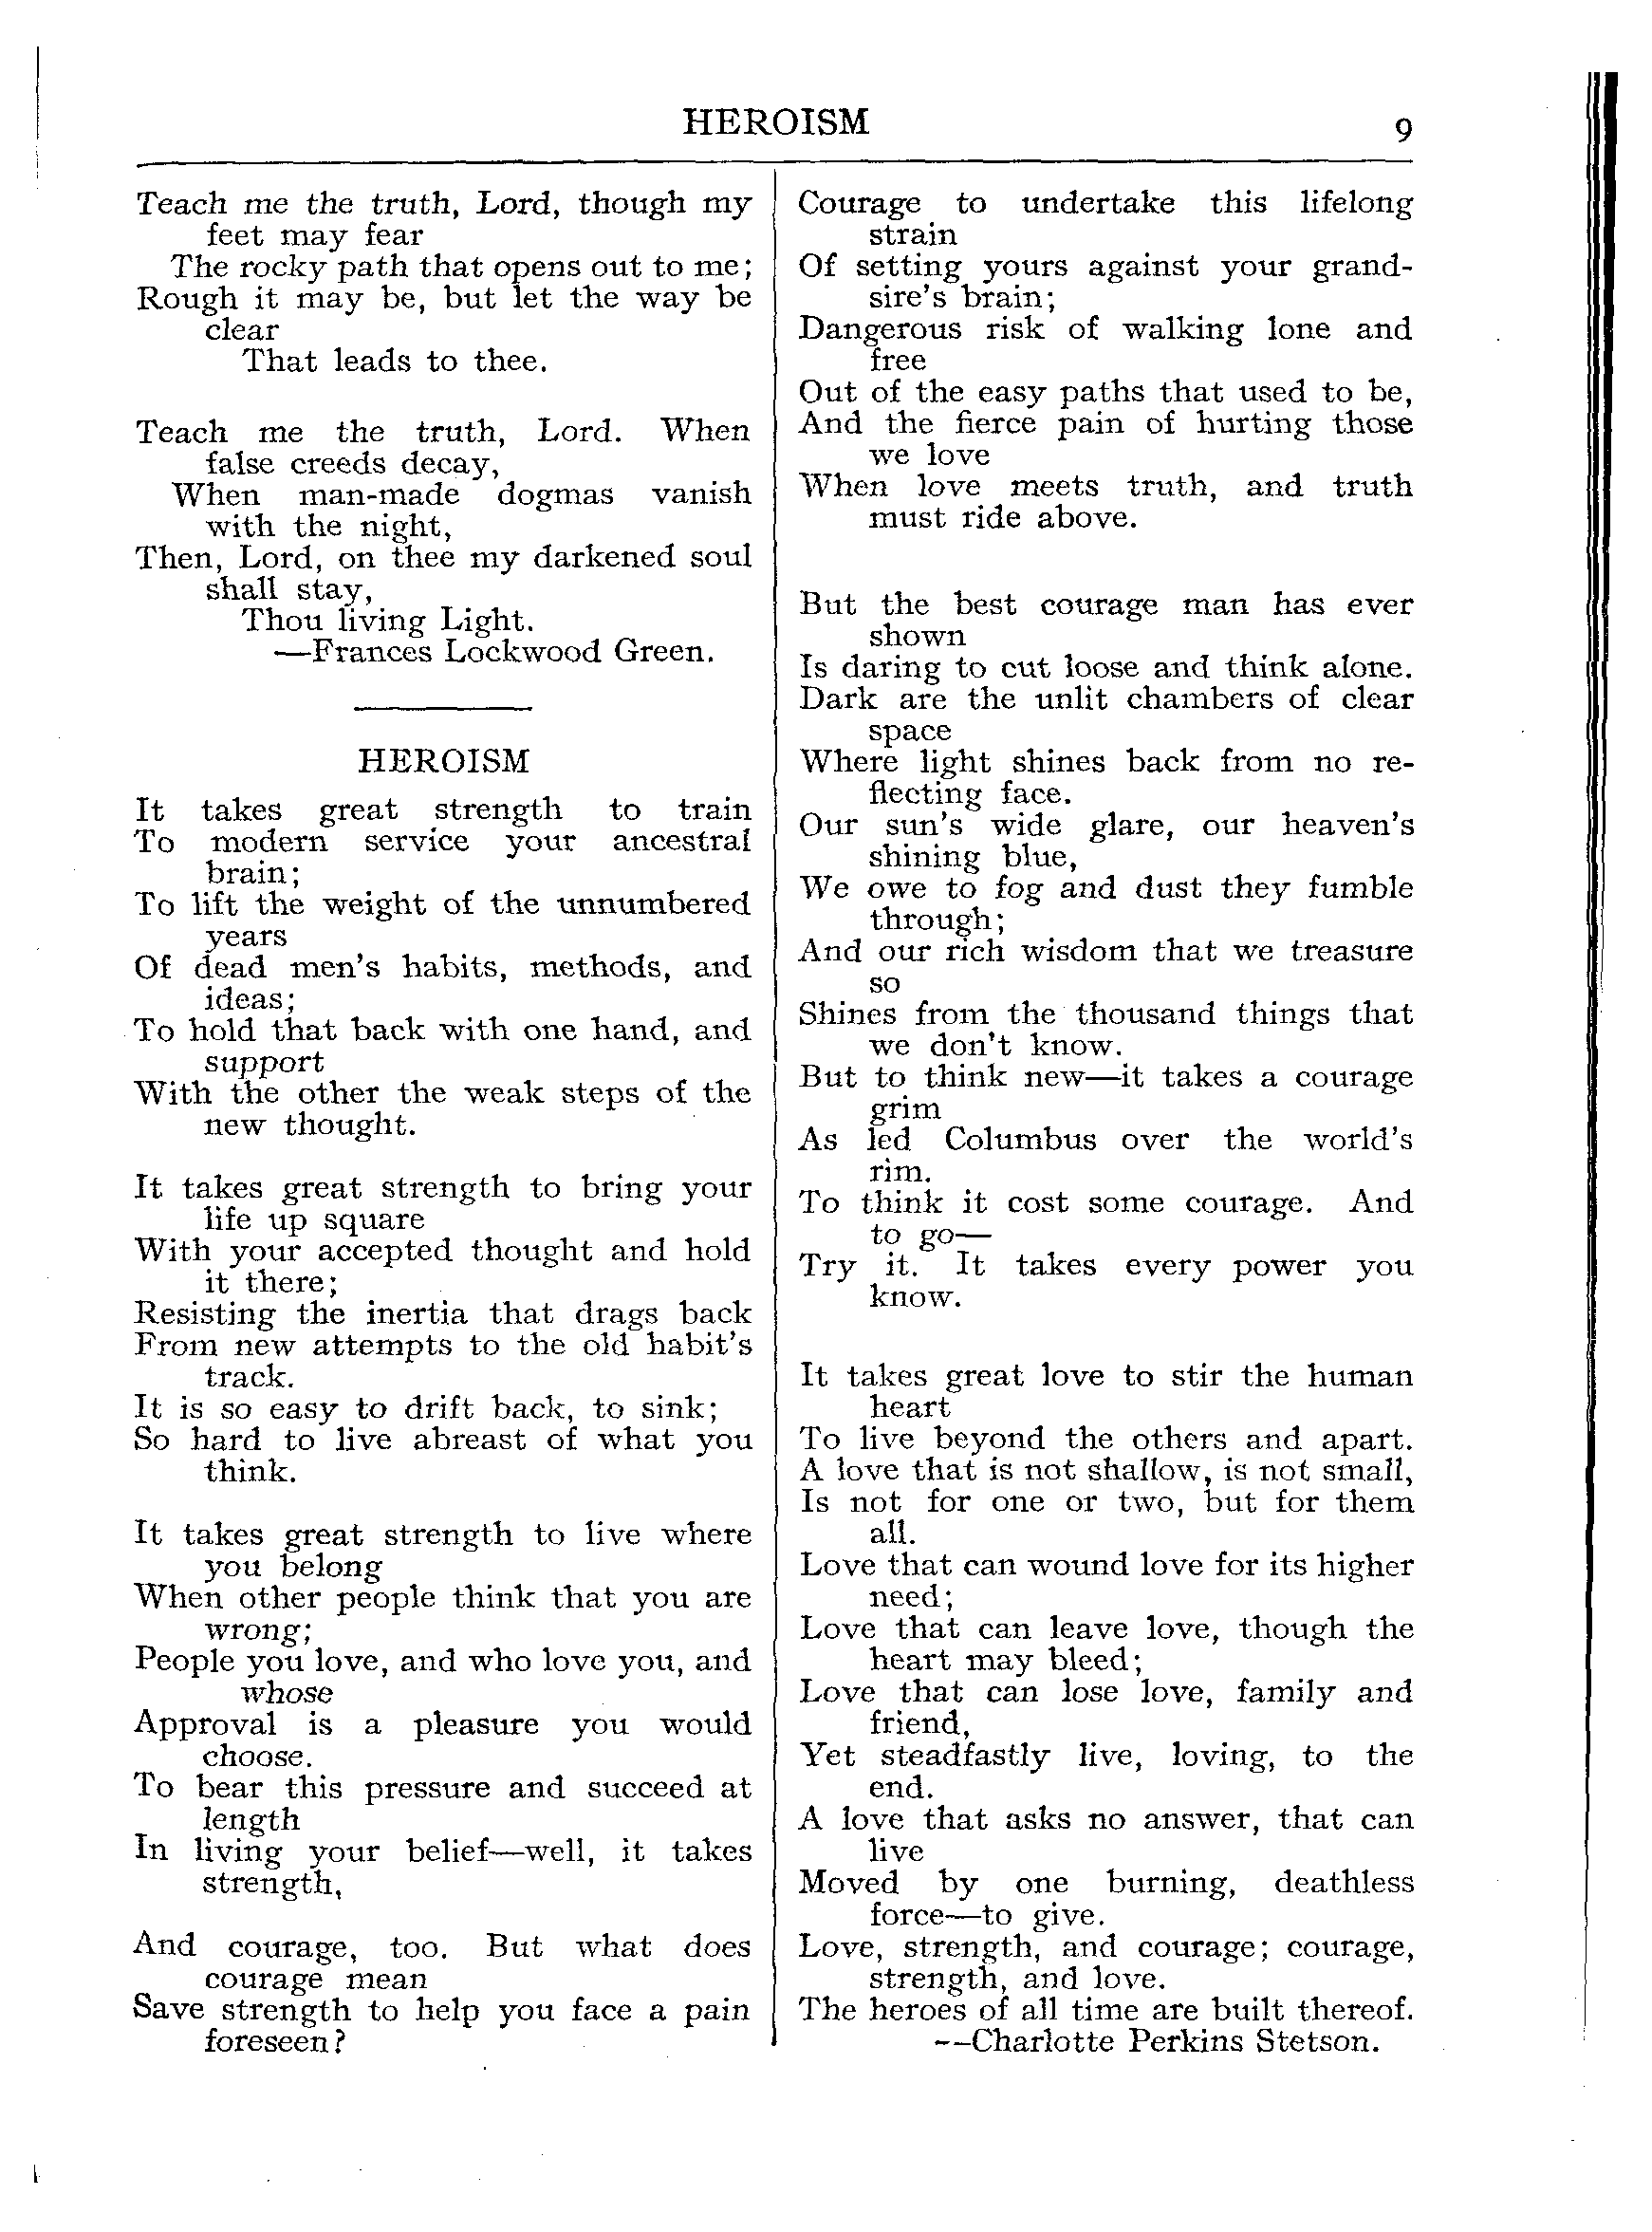 HEROISM
9
Teach me the truth, Lord, though my
feet may fear
The rocky path that opens out to me;
Rough it may be, but let the way be
clear
That leads to thee.
Teach me the truth, Lord. When
false creeds decay,
When man-made dogmas vanish
with the night,
Then, Lord, on thee my darkened soul
shall stay,
Thou living Light.
—Frances Lockwood Green.
HEROISM
It takes great strength to train
To modern service your ancestral
brain;
To lift the weight of the unnumbered
years
Of dead men's habits, methods, and
ideas;
To hold that back with one hand, and
support
With the other the weak steps of the
new thought.
It takes great strength to bring your
life up square
With your accepted thought and hold
it there;
Resisting the inertia that drags back
From new attempts to the old habit's
track.
It is so easy to drift back, to sink;
So hard to live abreast of what you
think.
It takes great strength to live where
you belong
When other people think that you are
wrong;
People you love, and who love you, and
whose
Approval is a pleasure you would
choose.
To bear this pressure and succeed at
length
In living your belief—well, it takes
strength,
And courage, too. But what does
courage mean
Save strength to help you face a pain
foreseen?
Courage to undertake this lifelong
strain
Of setting yours against your grand-
sire's brain;
Dangerous risk of walking lone and
free
Out of the easy paths that used to be,
And the fierce pain of hurting those
we love
When love meets truth, and truth
must ride above.
But the best courage man has ever
shown
Is daring to cut loose and think alone.
Dark are the unlit chambers of clear
space
Where light shines back from no re-
flecting face.
Our sun's wide glare, our heaven's
shining blue,
We owe to fog and dust they fumble
through;
And our rich wisdom that we treasure
so
Shines from the thousand things that
we don't know.
But to think new—it takes a courage
grim
As led Columbus over the world's
rim.
To think it cost some courage. And
to go—
Try it. It takes every power you
know.
It takes great love to stir the human
heart
To live beyond the others and apart.
A love that is not shallow, is not small,
Is not for one or two, but for them
all.
Love that can wound love for its higher
need;
Love that can leave love, though the
heart may bleed;
Love that can lose love, family and
friend,
Yet steadfastly live, loving, to the
end.
A love that asks no answer, that can
live
Moved by one burning, deathless
force—to give.
Love, strength, and courage; courage,
strength, and love.
The heroes of all time are built thereof.
--Charlotte Perkins Stetson.